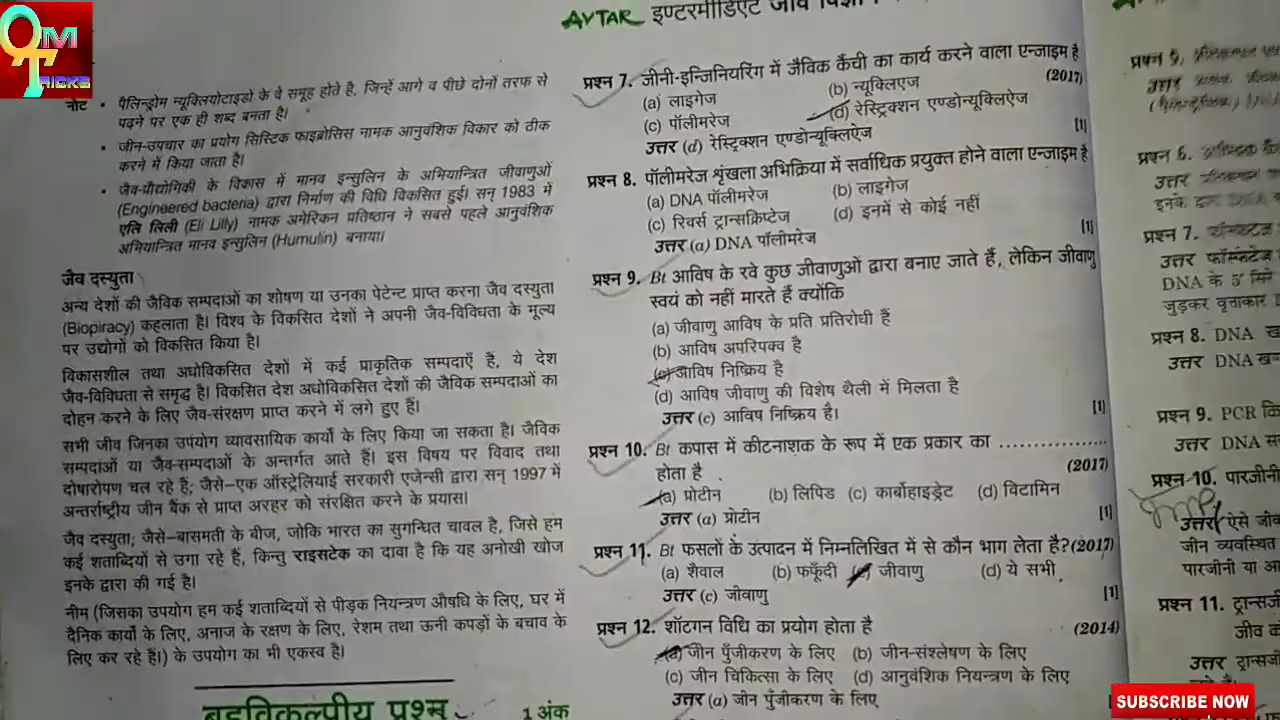 OM
TRICKS
AVTAR इण्टरमीडिएट जीव विज्ञान
नोट • पैलिन्ड्रोम न्यूक्लियोटाइडो के वे समूह होते है, जिन्हें आगे व पीछे दोनों तरफ से
पढ़ने पर एक ही शब्द बनता है।
• जीन-उपचार का प्रयोग सिस्टिक फाइब्रोसिस नामक आनुवंशिक विकार को ठीक
करने में किया जाता है।
• जैव-प्रौद्योगिकी के विकास में मानव इन्सुलिन के अभियान्त्रित जीवाणुओं
(Engineered bacteria) द्वारा निर्माण की विधि विकसित हुई। सन् 1983 में
एलि लिली (Eli Lilly) नामक अमेरिकन प्रतिष्ठान ने सबसे पहले आनुवंशिक
अभियान्त्रित मानव इन्सुलिन (Humulin) बनाया।
जैव दस्युता
अन्य देशों की जैविक सम्पदाओं का शोषण या उनका पेटेन्ट प्राप्त करना जैव दस्युता
(Biopiracy) कहलाता है। विश्व के विकसित देशों ने अपनी जैव-विविधता के मूल्य
पर उद्योगों को विकसित किया है।
विकासशील तथा अधोविकसित देशों में कई प्राकृतिक सम्पदाएँ हैं, ये देश
जैव-विविधता से समृद्ध है। विकसित देश अधोविकसित देशों की जैविक सम्पदाओं का
दोहन करने के लिए जैव-संरक्षण प्राप्त करने में लगे हुए हैं।
सभी जीव जिनका उपयोग व्यावसायिक कार्यों के लिए किया जा सकता है। जैविक
सम्पदाओं या जैव-सम्पदाओं के अन्तर्गत आते हैं। इस विषय पर विवाद तथा
दोषारोपण चल रहे हैं; जैसे–एक ऑस्ट्रेलियाई सरकारी एजेन्सी द्वारा सन् 1997 में
अन्तर्राष्ट्रीय जीन बैंक से प्राप्त अरहर को संरक्षित करने के प्रयास।
जैव दस्युता; जैसे–बासमती के बीज, जोकि भारत का सुगन्धित चावल है, जिसे हम
कई शताब्दियों से उगा रहे हैं, किन्तु राइसटेक का दावा है कि यह अनोखी खोज
इनके द्वारा की गई है।
नीम (जिसका उपयोग हम कई शताब्दियों से पीड़क नियन्त्रण औषधि के लिए, घर में
दैनिक कार्यों के लिए, अनाज के रक्षण के लिए, रेशम तथा ऊनी कपड़ों के बचाव के
लिए कर रहे हैं।) के उपयोग का भी एकस्व है।
बहुविकल्पीय प्रश्न 1 अंक
प्रश्न 7. जीनी-इन्जिनियरिंग में जैविक कैंची का कार्य करने वाला एन्जाइम है
(2017)
(a) लाइगेज (b) न्यूक्लिएज
(c) पॉलीमरेज (d) रेस्ट्रिक्शन एण्डोन्यूक्लिऐज
उत्तर (d) रेस्ट्रिक्शन एण्डोन्यूक्लिऐज [1]
प्रश्न 8. पॉलीमरेज शृंखला अभिक्रिया में सर्वाधिक प्रयुक्त होने वाला एन्जाइम है
(a) DNA पॉलीमरेज (b) लाइगेज
(c) रिवर्स ट्रान्सक्रिप्टेज (d) इनमें से कोई नहीं
उत्तर (a) DNA पॉलीमरेज [1]
प्रश्न 9. Bt आविष के रवे कुछ जीवाणुओं द्वारा बनाए जाते हैं, लेकिन जीवाणु
स्वयं को नहीं मारते हैं क्योंकि
(a) जीवाणु आविष के प्रति प्रतिरोधी हैं
(b) आविष अपरिपक्व है
(c) आविष निष्क्रिय है
(d) आविष जीवाणु की विशेष थैली में मिलता है
उत्तर (c) आविष निष्क्रिय है। [1]
प्रश्न 10. Bt कपास में कीटनाशक के रूप में एक प्रकार का ..................
होता है (2017)
(a) प्रोटीन (b) लिपिड (c) कार्बोहाइड्रेट (d) विटामिन
उत्तर (a) प्रोटीन [1]
प्रश्न 11. Bt फसलों के उत्पादन में निम्नलिखित में से कौन भाग लेता है? (2017)
(a) शैवाल (b) फफूँदी (c) जीवाणु (d) ये सभी
उत्तर (c) जीवाणु [1]
प्रश्न 12. शॉटगन विधि का प्रयोग होता है (2014)
(a) जीन पुँजीकरण के लिए (b) जीन-संश्लेषण के लिए
(c) जीन चिकित्सा के लिए (d) आनुवंशिक नियन्त्रण के लिए
उत्तर (a) जीन पुँजीकरण के लिए
प्रश्न 5.
उत्तर
प्रश्न 6.
उत्तर
इनके
प्रश्न 7.
उत्तर
DNA के
जुड़कर वृत्ताकार
प्रश्न 8. DNA
उत्तर DNA
प्रश्न 9. PCR
उत्तर DNA
प्रश्न 10. पारजीनी
उत्तर ऐसे जीव
जीन व्यवस्थित
पारजीनी या
प्रश्न 11.
जीव
उत्तर
SUBSCRIBE NOW